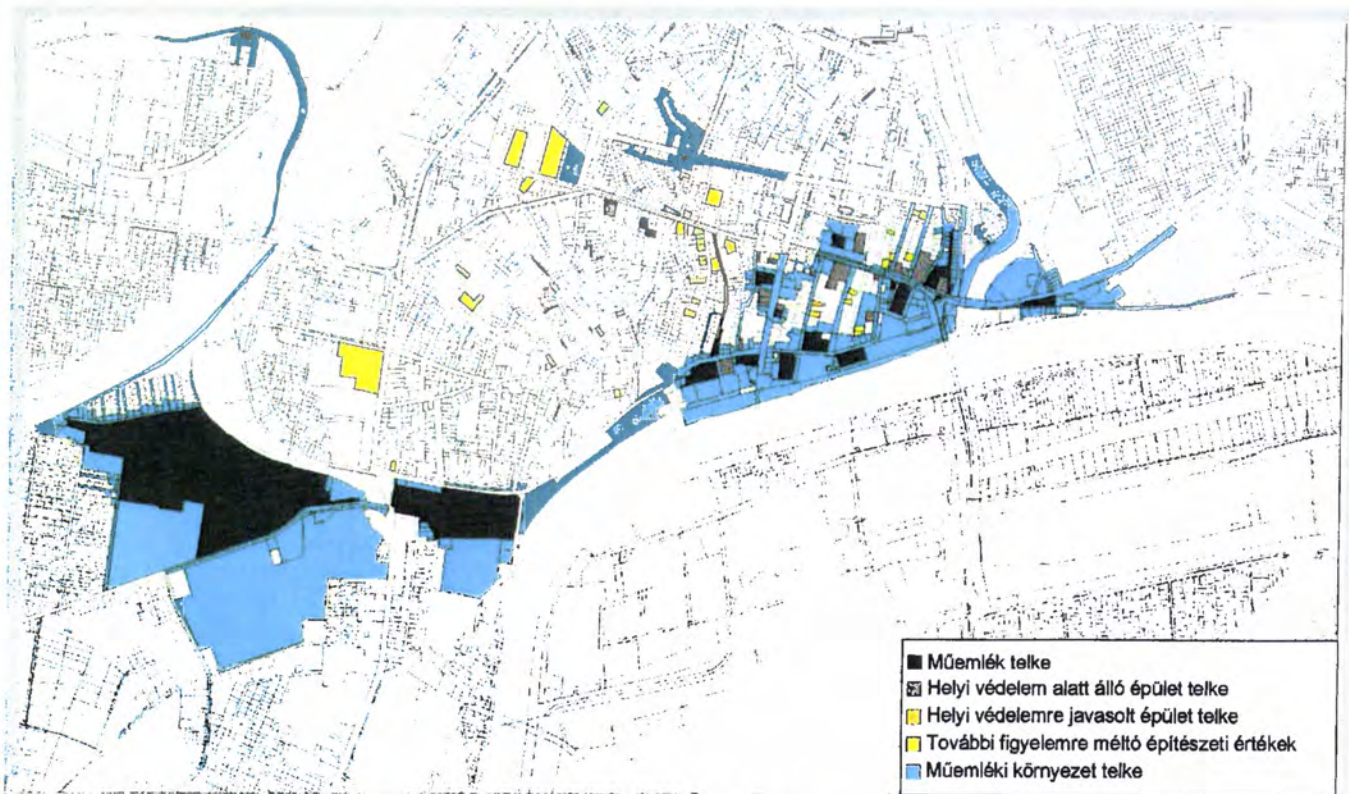 Műemlék telke
Helyi védelem alatt álló épület telke
Helyi védelemre javasolt épület telke
További figyelemre méltó építészeti értékek
Műemléki környezet telke